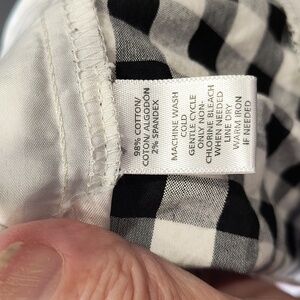 98% COTTON/
COTON/ ALGODÓN
2% SPANDEX
MACHINE WASH
COLD
GENTLE CYCLE
ONLY NON-
CHLORINE BLEACH
WHEN NEEDED
LINE DRY
WARM IRON
IF NEEDED